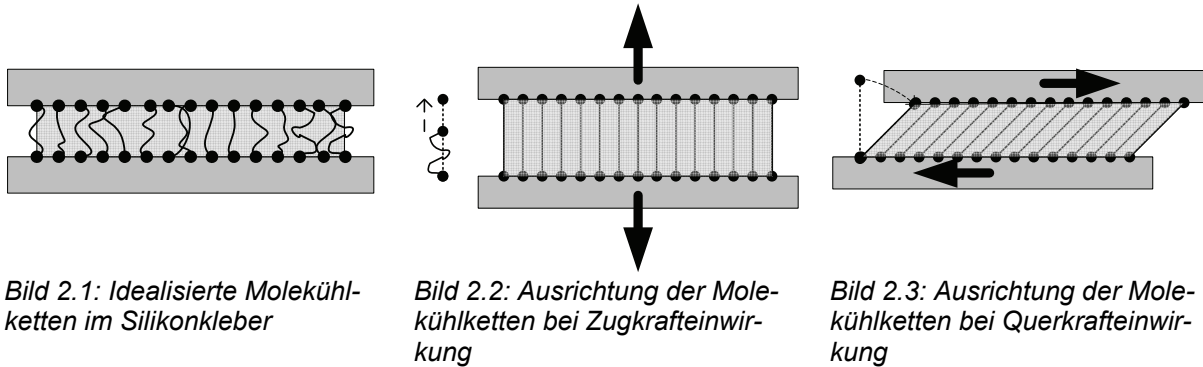 Bild 2.1: Idealisierte Molekühl-
ketten im Silikonkleber
Bild 2.2: Ausrichtung der Mole-
kühlketten bei Zugkrafteinwir-
kung
Bild 2.3: Ausrichtung der Mole-
kühlketten bei Querkrafteinwir-
kung